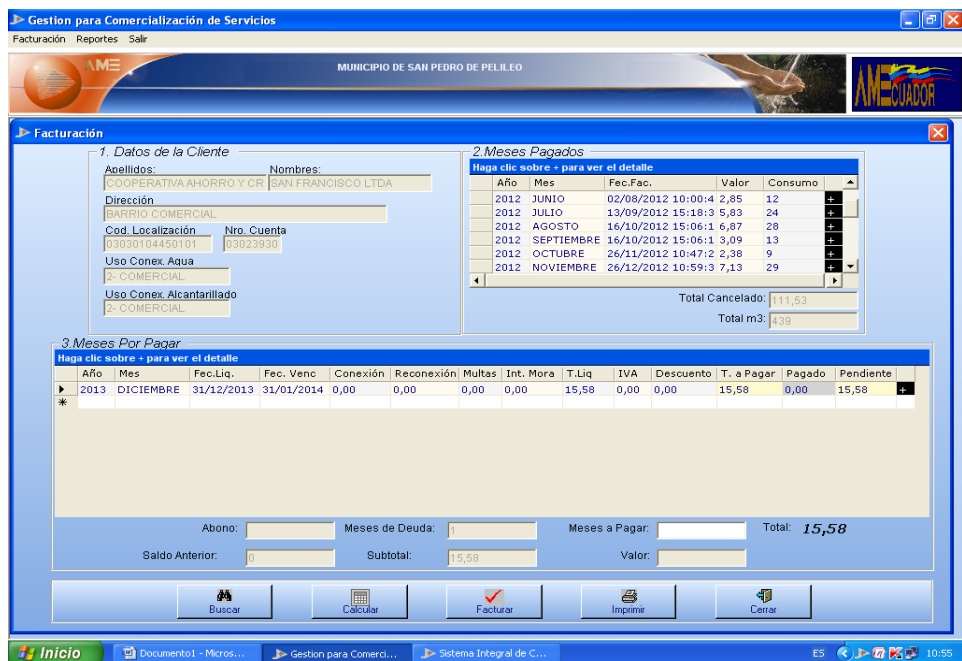 Gestion para Comercialización de Servicios
Facturación Reportes Salir
AME MUNICIPIO DE SAN PEDRO DE PELILEO AMECUADOR
Facturación
1. Datos de la Cliente
Apellidos: Nombres:
COOPERATIVA AHORRO Y CR SAN FRANCISCO LTDA
Dirección
BARRIO COMERCIAL
Cod. Localización Nro. Cuenta
03030104450101 03023930
Uso Conex. Agua
2- COMERCIAL
Uso Conex. Alcantarillado
2- COMERCIAL
2.Meses Pagados
Haga clic sobre + para ver el detalle
Año Mes Fec.Fac. Valor Consumo
2012 JUNIO 02/08/2012 10:00:4 2,85 12 +
2012 JULIO 13/09/2012 15:18:3 5,83 24 +
2012 AGOSTO 16/10/2012 15:06:1 6,87 28 +
2012 SEPTIEMBRE 16/10/2012 15:06:1 3,09 13 +
2012 OCTUBRE 26/11/2012 10:47:2 2,38 9 +
2012 NOVIEMBRE 26/12/2012 10:59:3 7,13 29 +
Total Cancelado: 111,53
Total m3: 439
3.Meses Por Pagar
Haga clic sobre + para ver el detalle
Año Mes Fec.Liq. Fec. Venc Conexión Reconexión Multas Int. Mora T.Liq IVA Descuento T. a Pagar Pagado Pendiente
2013 DICIEMBRE 31/12/2013 31/01/2014 0,00 0,00 0,00 0,00 15,58 0,00 0,00 15,58 0,00 15,58 +
Abono: Meses de Deuda: 1 Meses a Pagar: Total: 15,58
Saldo Anterior: 0 Subtotal: 15,58 Valor:
Buscar Calcular Facturar Imprimir Cerrar
Inicio Documento1 - Micros... Gestion para Comerci... Sistema Integral de C... ES 10:55